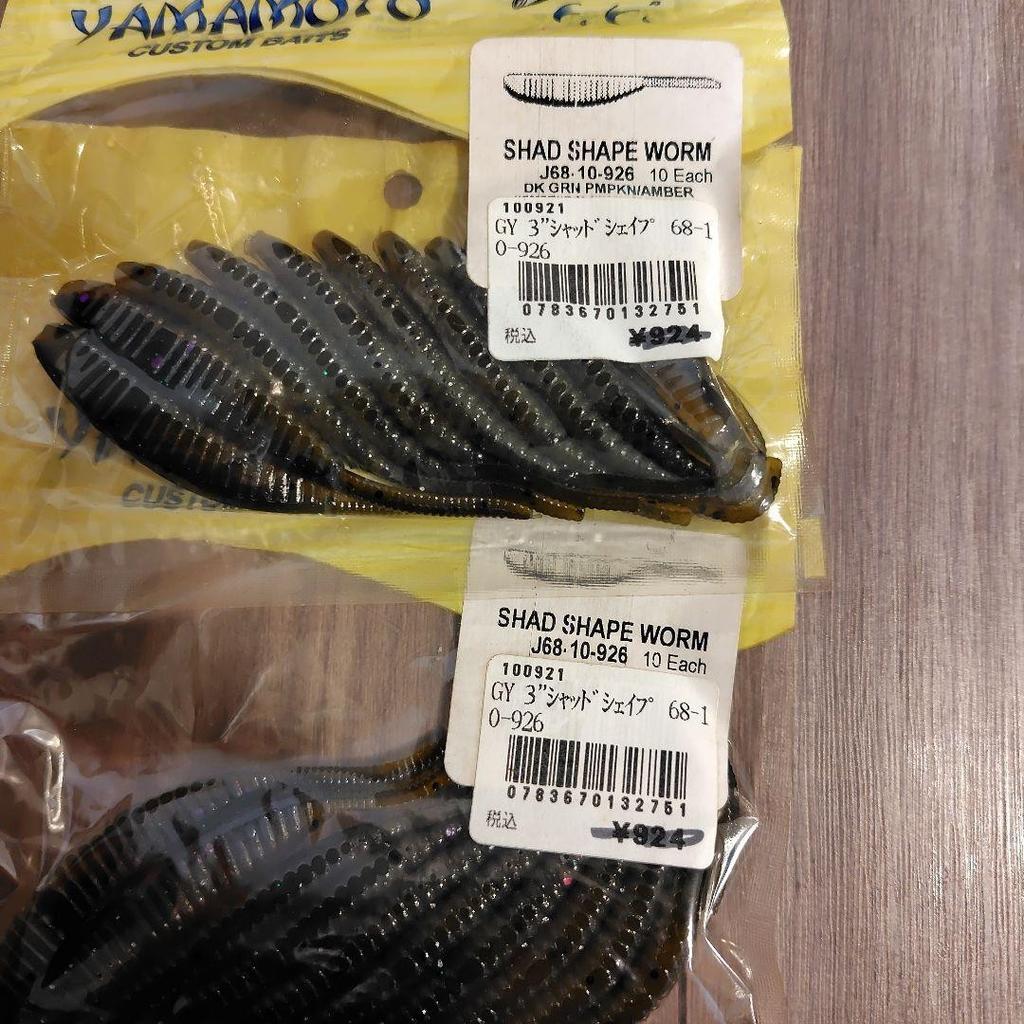 YAMAMOTO
CUSTOM BAITS
SHAD SHAPE WORM
J68-10-926 10 Each
DK GRN PMPKN/AMBER
100921
GY 3”シャッドシェイプ 68-1
0-926
0783670132751
税込 ¥924
CUSTOM
SHAD SHAPE WORM
J68-10-926 10 Each
100921
GY 3”シャッドシェイプ 68-1
0-926
0783670132751
税込 ¥924